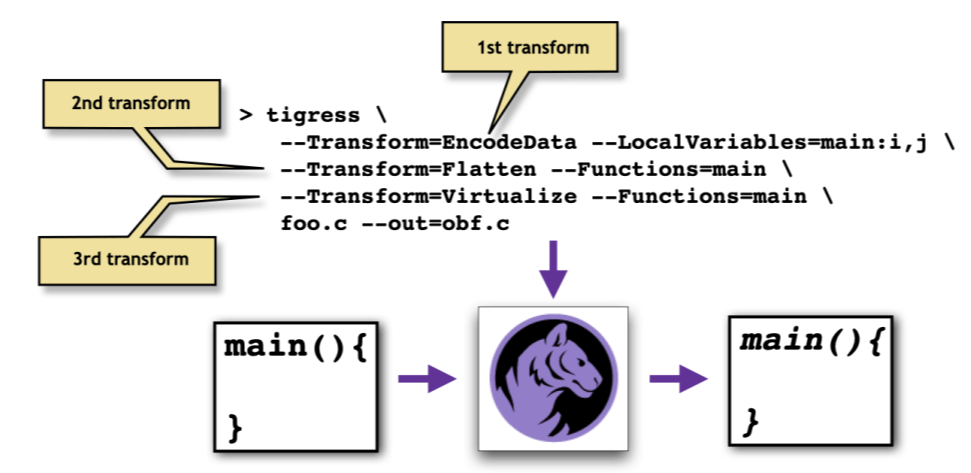 1st transform
2nd transform
> tigress \
--Transform=EncodeData --LocalVariables=main:i,j \
--Transform=Flatten --Functions=main \
--Transform=Virtualize --Functions=main \
foo.c --out=obf.c
3rd transform
main(){
}
main(){
}